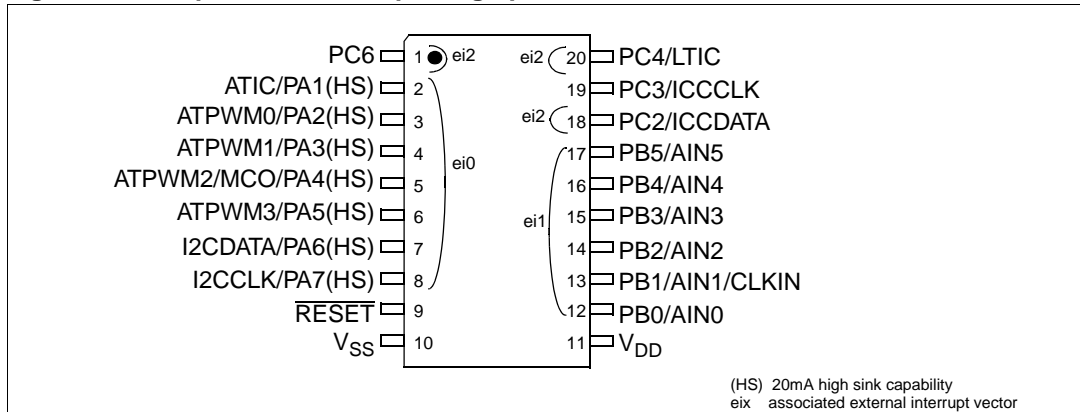 PC6 1 ei2 ei2 20 PC4/LTIC
ATIC/PA1(HS) 2 19 PC3/ICCCLK
ATPWM0/PA2(HS) 3 ei2 18 PC2/ICCDATA
ATPWM1/PA3(HS) 4 ei0 17 PB5/AIN5
ATPWM2/MCO/PA4(HS) 5 16 PB4/AIN4
ATPWM3/PA5(HS) 6 ei1 15 PB3/AIN3
I2CDATA/PA6(HS) 7 14 PB2/AIN2
I2CCLK/PA7(HS) 8 13 PB1/AIN1/CLKIN
RESET 9 12 PB0/AIN0
VSS 10 11 VDD
(HS) 20mA high sink capability
eix associated external interrupt vector